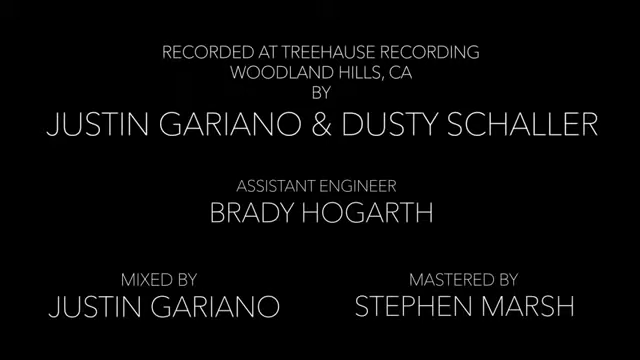 RECORDED AT TREEHAUSE RECORDING
WOODLAND HILLS, CA
BY
JUSTIN GARIANO & DUSTY SCHALLER
ASSISTANT ENGINEER
BRADY HOGARTH
MIXED BY
JUSTIN GARIANO
MASTERED BY
STEPHEN MARSH